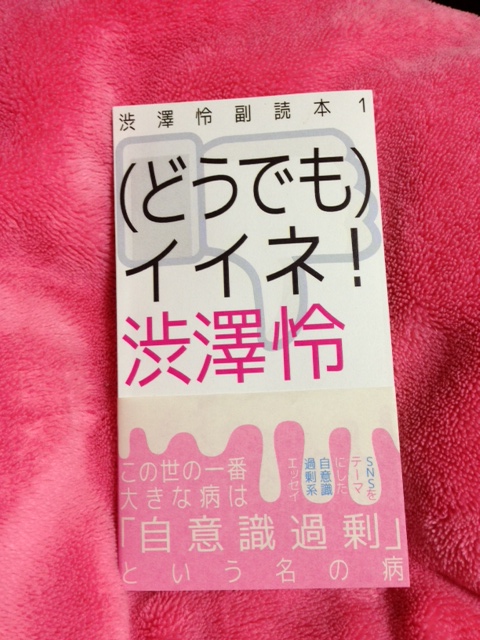 渋澤怜副読本1
(どうでも)
イイネ!
渋澤怜
SNSを
テーマ
にした
自意識
過剰系
エッセイ
この世の一番
大きな病は
「自意識過剰」
という名の病